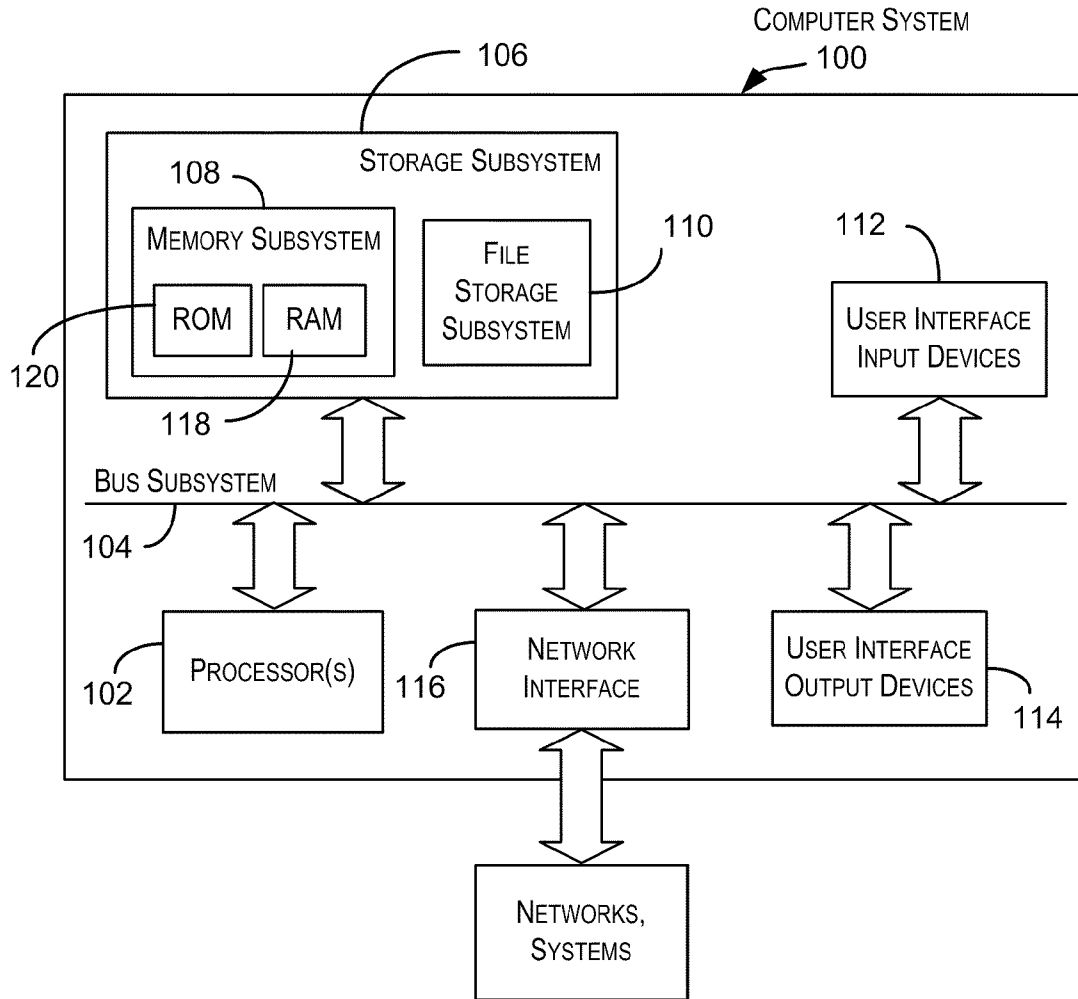 COMPUTER SYSTEM
100
106
STORAGE SUBSYSTEM
108
MEMORY SUBSYSTEM
ROM
RAM
120
118
FILE
STORAGE
SUBSYSTEM
110
112
USER INTERFACE
INPUT DEVICES
BUS SUBSYSTEM
104
PROCESSOR(S)
102
NETWORK
INTERFACE
116
USER INTERFACE
OUTPUT DEVICES
114
NETWORKS,
SYSTEMS